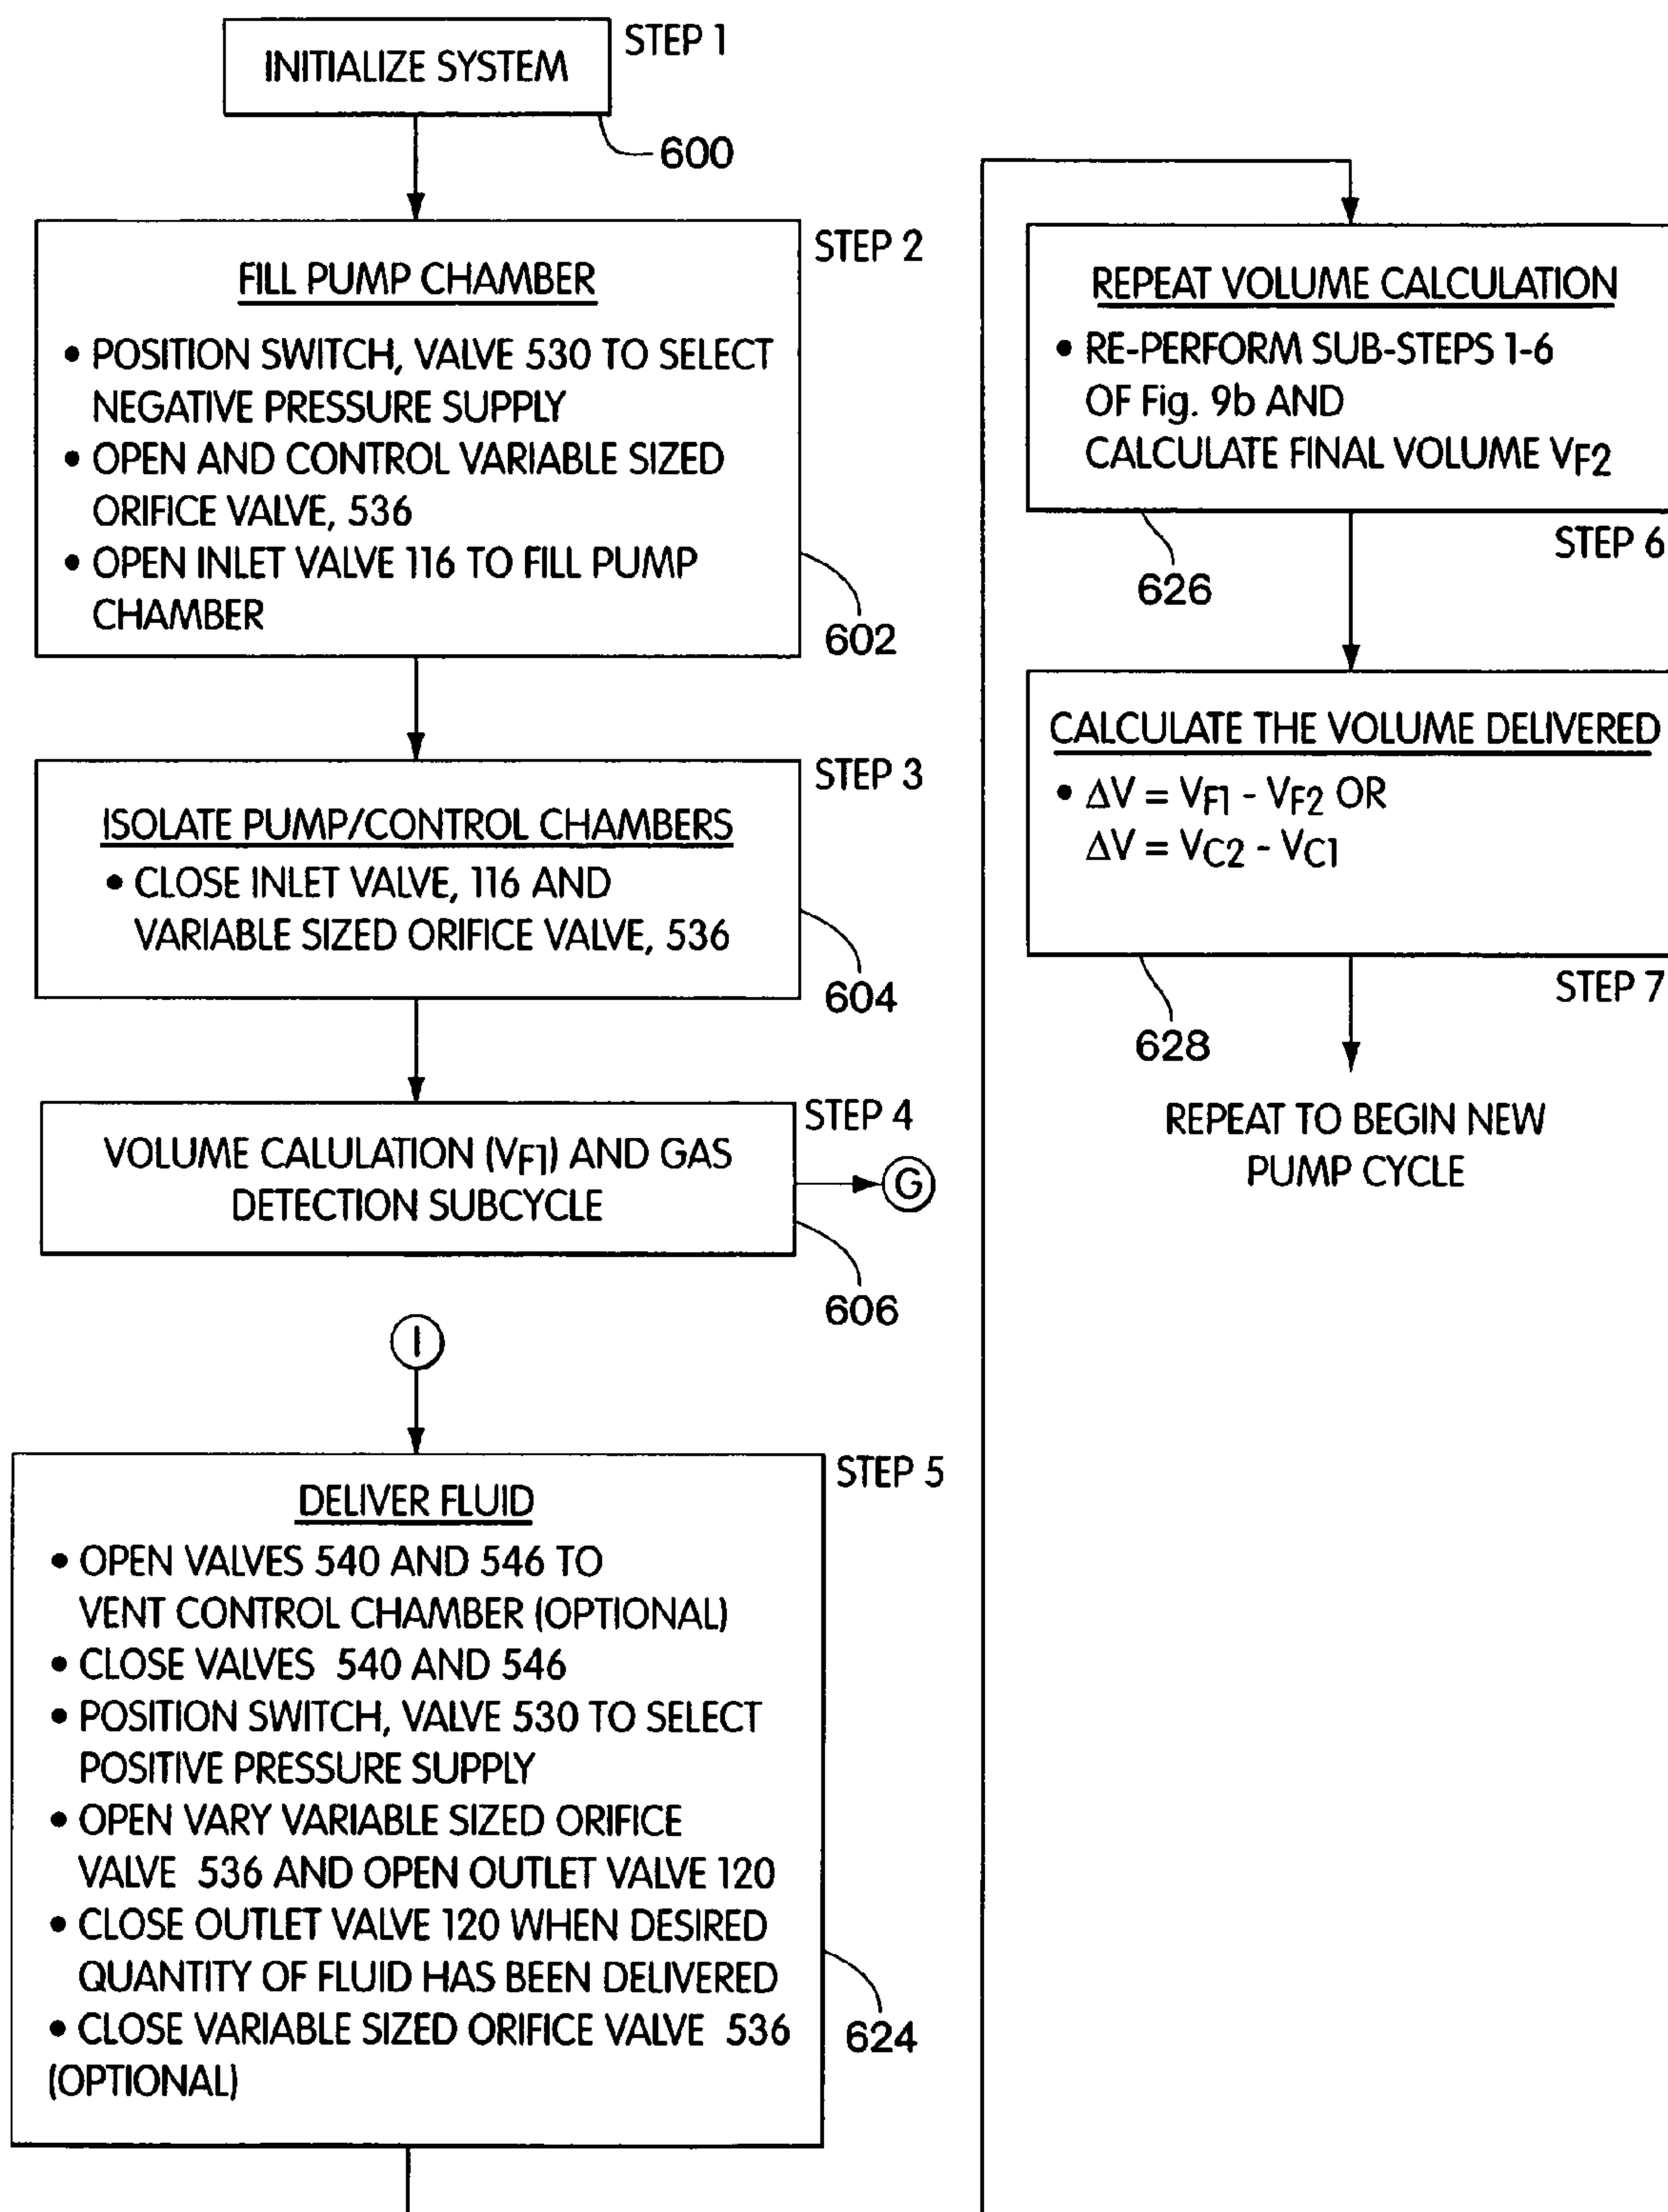 INITIALIZE SYSTEM
STEP 1
600
STEP 2
FILL PUMP CHAMBER
• POSITION SWITCH, VALVE 530 TO SELECT
NEGATIVE PRESSURE SUPPLY
• OPEN AND CONTROL VARIABLE SIZED
ORIFICE VALVE, 536
• OPEN INLET VALVE 116 TO FILL PUMP
CHAMBER
602
STEP 3
ISOLATE PUMP/CONTROL CHAMBERS
• CLOSE INLET VALVE, 116 AND
VARIABLE SIZED ORIFICE VALVE, 536
604
STEP 4
VOLUME CALULATION (VF1) AND GAS
DETECTION SUBCYCLE
G
606
I
STEP 5
DELIVER FLUID
• OPEN VALVES 540 AND 546 TO
VENT CONTROL CHAMBER (OPTIONAL)
• CLOSE VALVES 540 AND 546
• POSITION SWITCH, VALVE 530 TO SELECT
POSITIVE PRESSURE SUPPLY
• OPEN VARY VARIABLE SIZED ORIFICE
VALVE 536 AND OPEN OUTLET VALVE 120
• CLOSE OUTLET VALVE 120 WHEN DESIRED
QUANTITY OF FLUID HAS BEEN DELIVERED
• CLOSE VARIABLE SIZED ORIFICE VALVE 536
(OPTIONAL)
624
REPEAT VOLUME CALCULATION
• RE-PERFORM SUB-STEPS 1-6
OF Fig. 9b AND
CALCULATE FINAL VOLUME VF2
STEP 6
626
CALCULATE THE VOLUME DELIVERED
• ΔV = VF1 - VF2 OR
ΔV = VC2 - VC1
STEP 7
628
REPEAT TO BEGIN NEW
PUMP CYCLE